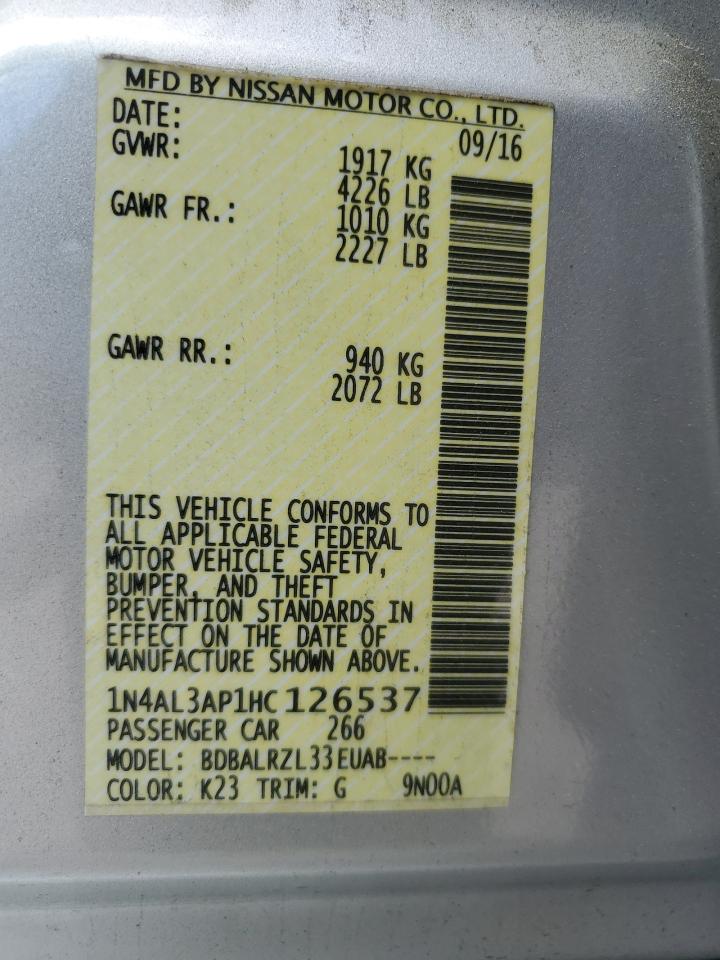 MFD BY NISSAN MOTOR CO., LTD.
DATE: 09/16
GVWR: 1917 KG
4226 LB
GAWR FR.: 1010 KG
2227 LB
GAWR RR.: 940 KG
2072 LB
THIS VEHICLE CONFORMS TO
ALL APPLICABLE FEDERAL
MOTOR VEHICLE SAFETY,
BUMPER, AND THEFT
PREVENTION STANDARDS IN
EFFECT ON THE DATE OF
MANUFACTURE SHOWN ABOVE.
1N4AL3AP1HC126537
PASSENGER CAR 266
MODEL: BDBALRZL33EUAB----
COLOR: K23 TRIM: G 9N00A